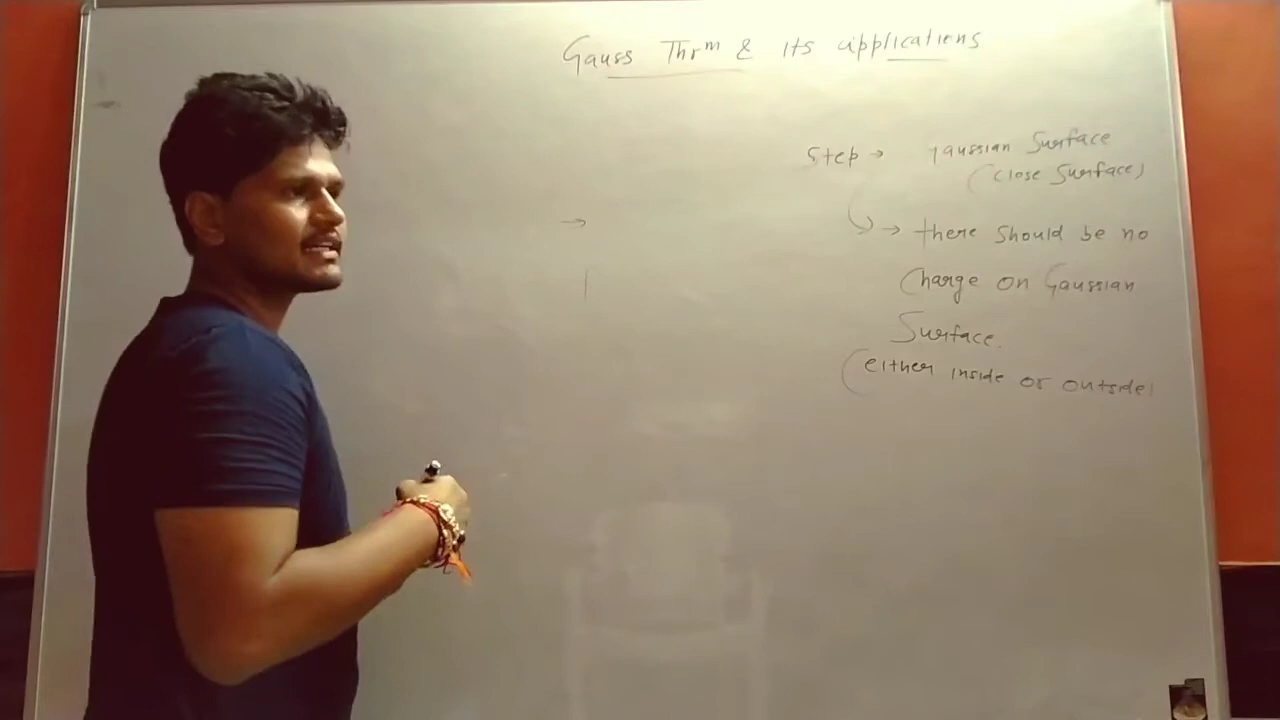 Gauss Thrm & its applications
Step → gaussian Surface
(close Surface)
→ there should be no
Charge on Gaussian
Surface.
(either inside or outside)